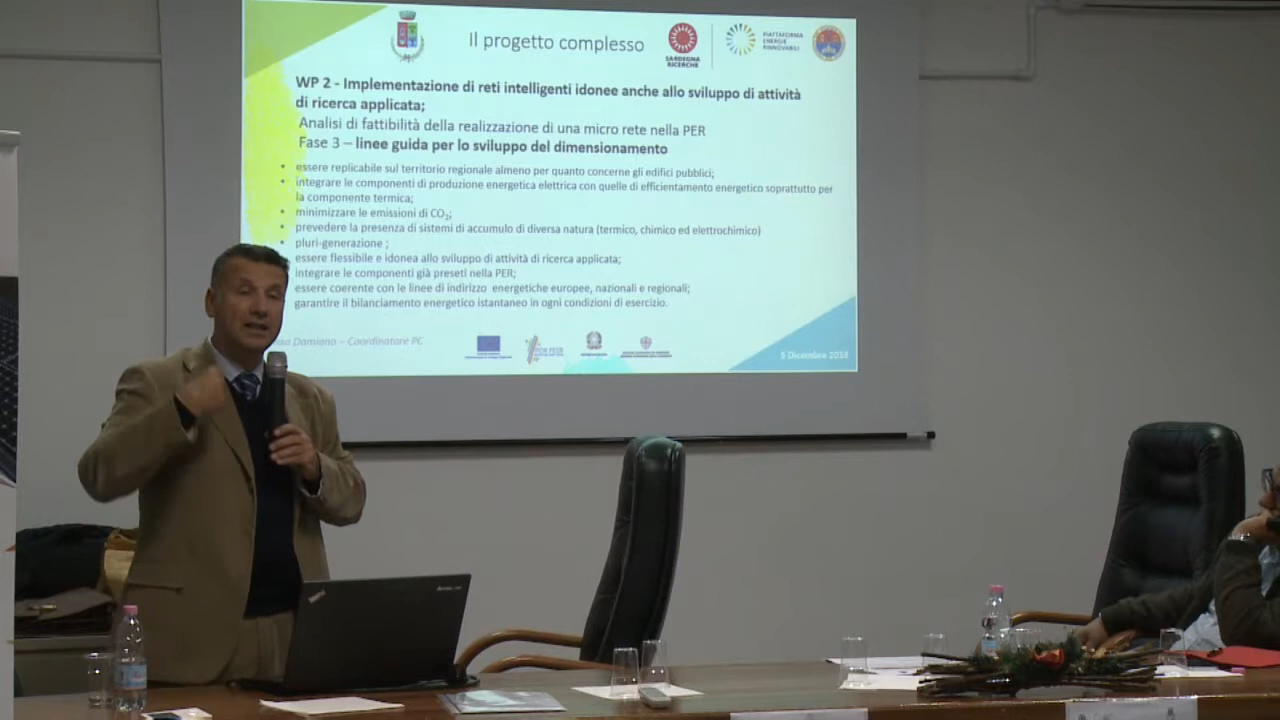 Il progetto complesso
SARDEGNA
RICERCHE
PIATTAFORMA
ENERGIE
RINNOVABILI
WP 2 - Implementazione di reti intelligenti idonee anche allo sviluppo di attività
di ricerca applicata;
Analisi di fattibilità della realizzazione di una micro rete nella PER
Fase 3 – linee guida per lo sviluppo del dimensionamento
• essere replicabile sul territorio regionale almeno per quanto concerne gli edifici pubblici;
• integrare le componenti di produzione energetica elettrica con quelle di efficientamento energetico soprattutto per
la componente termica;
• minimizzare le emissioni di CO₂;
• prevedere la presenza di sistemi di accumulo di diversa natura (termico, chimico ed elettrochimico)
• pluri-generazione ;
essere flessibile e idonea allo sviluppo di attività di ricerca applicata;
integrare le componenti già preseti nella PER;
essere coerente con le linee di indirizzo energetiche europee, nazionali e regionali;
garantire il bilanciamento energetico istantaneo in ogni condizioni di esercizio.
Damiano – Coordinatore PC
5 Dicembre 2018